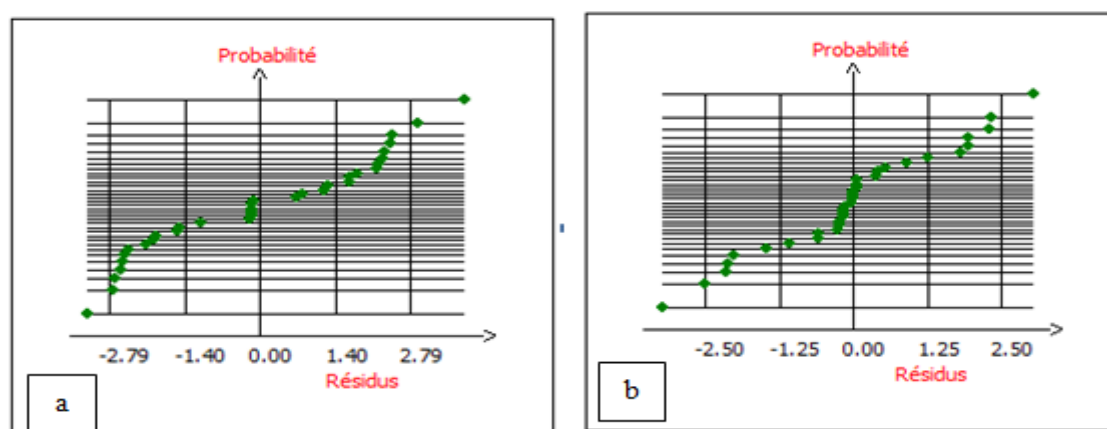 Probabilité
-2.79 -1.40 0.00 1.40 2.79
Résidus
a
Probabilité
-2.50 -1.25 0.00 1.25 2.50
Résidus
b